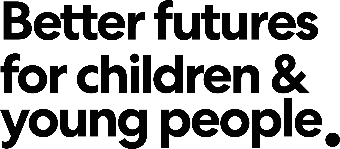 Better futures
for children &
young people.